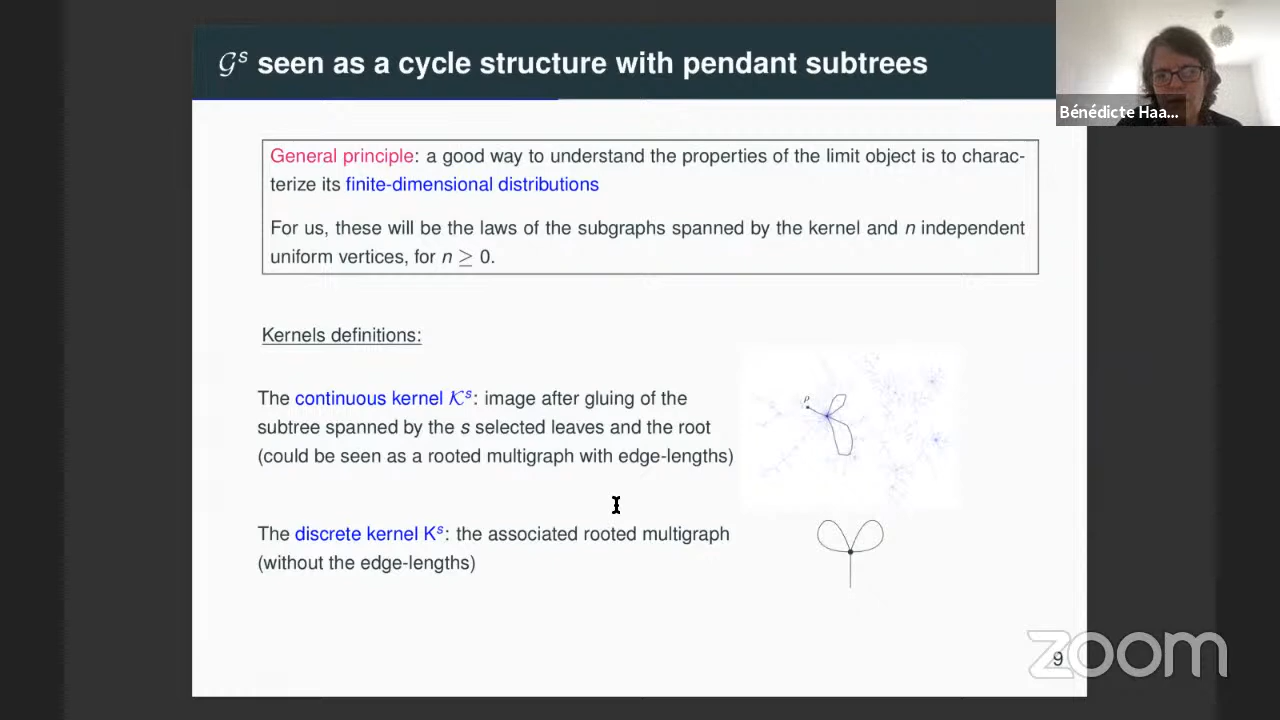 𝒢ˢ seen as a cycle structure with pendant subtrees
Bénédicte Haa...
General principle: a good way to understand the properties of the limit object is to charac-
terize its finite-dimensional distributions
For us, these will be the laws of the subgraphs spanned by the kernel and n independent
uniform vertices, for n ≥ 0.
Kernels definitions:
The continuous kernel 𝒦ˢ: image after gluing of the
subtree spanned by the s selected leaves and the root
(could be seen as a rooted multigraph with edge-lengths)
ρ
The discrete kernel Kˢ: the associated rooted multigraph
(without the edge-lengths)
9
zoom